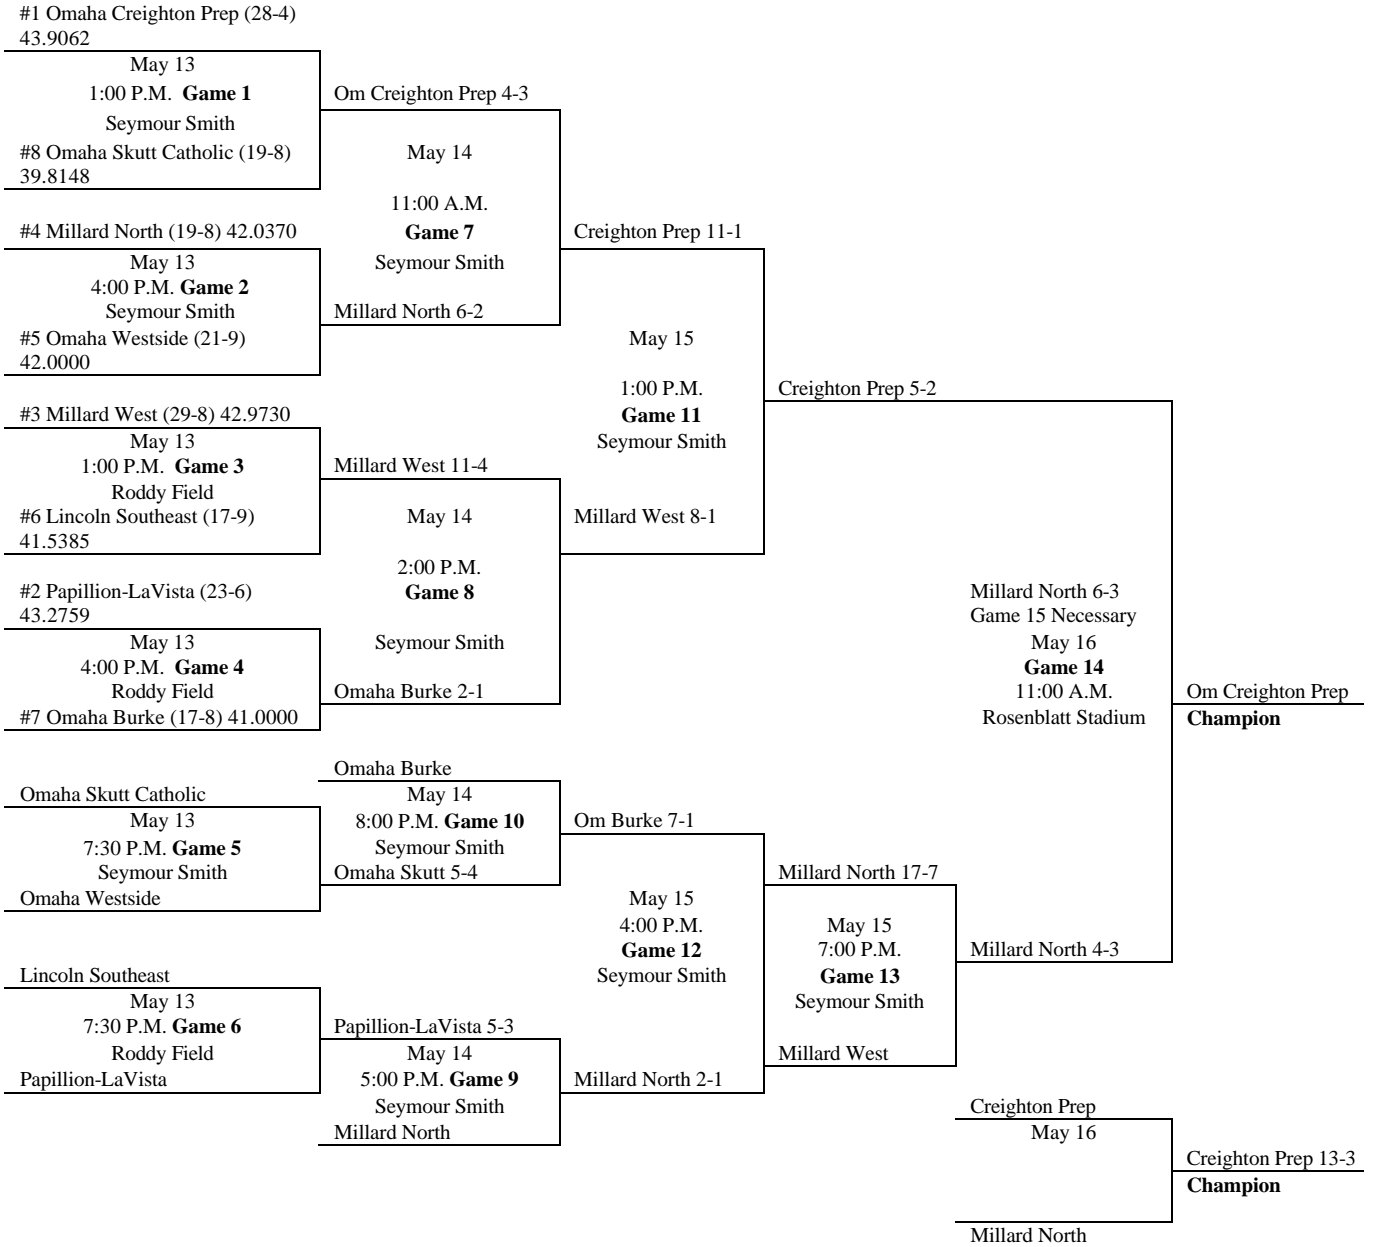 #1 Omaha Creighton Prep (28-4)
43.9062
May 13
1:00 P.M. Game 1
Seymour Smith
#8 Omaha Skutt Catholic (19-8)
39.8148
#4 Millard North (19-8) 42.0370
May 13
4:00 P.M. Game 2
Seymour Smith
#5 Omaha Westside (21-9)
42.0000
#3 Millard West (29-8) 42.9730
May 13
1:00 P.M. Game 3
Roddy Field
#6 Lincoln Southeast (17-9)
41.5385
#2 Papillion-LaVista (23-6)
43.2759
May 13
4:00 P.M. Game 4
Roddy Field
#7 Omaha Burke (17-8) 41.0000
Omaha Skutt Catholic
May 13
7:30 P.M. Game 5
Seymour Smith
Omaha Westside
Lincoln Southeast
May 13
7:30 P.M. Game 6
Roddy Field
Papillion-LaVista
Om Creighton Prep 4-3
May 14
11:00 A.M.
Game 7
Seymour Smith
Millard North 6-2
Millard West 11-4
May 14
2:00 P.M.
Game 8
Seymour Smith
Omaha Burke 2-1
Omaha Burke
May 14
8:00 P.M. Game 10
Seymour Smith
Omaha Skutt 5-4
Papillion-LaVista 5-3
May 14
5:00 P.M. Game 9
Seymour Smith
Millard North
Creighton Prep 11-1
May 15
1:00 P.M.
Game 11
Seymour Smith
Millard West 8-1
Om Burke 7-1
May 15
4:00 P.M.
Game 12
Seymour Smith
Millard North 2-1
Creighton Prep 5-2
Millard North 17-7
May 15
7:00 P.M.
Game 13
Seymour Smith
Millard West
Millard North 6-3
Game 15 Necessary
May 16
Game 14
11:00 A.M.
Rosenblatt Stadium
Millard North 4-3
Om Creighton Prep
Champion
Creighton Prep
May 16
Millard North
Creighton Prep 13-3
Champion